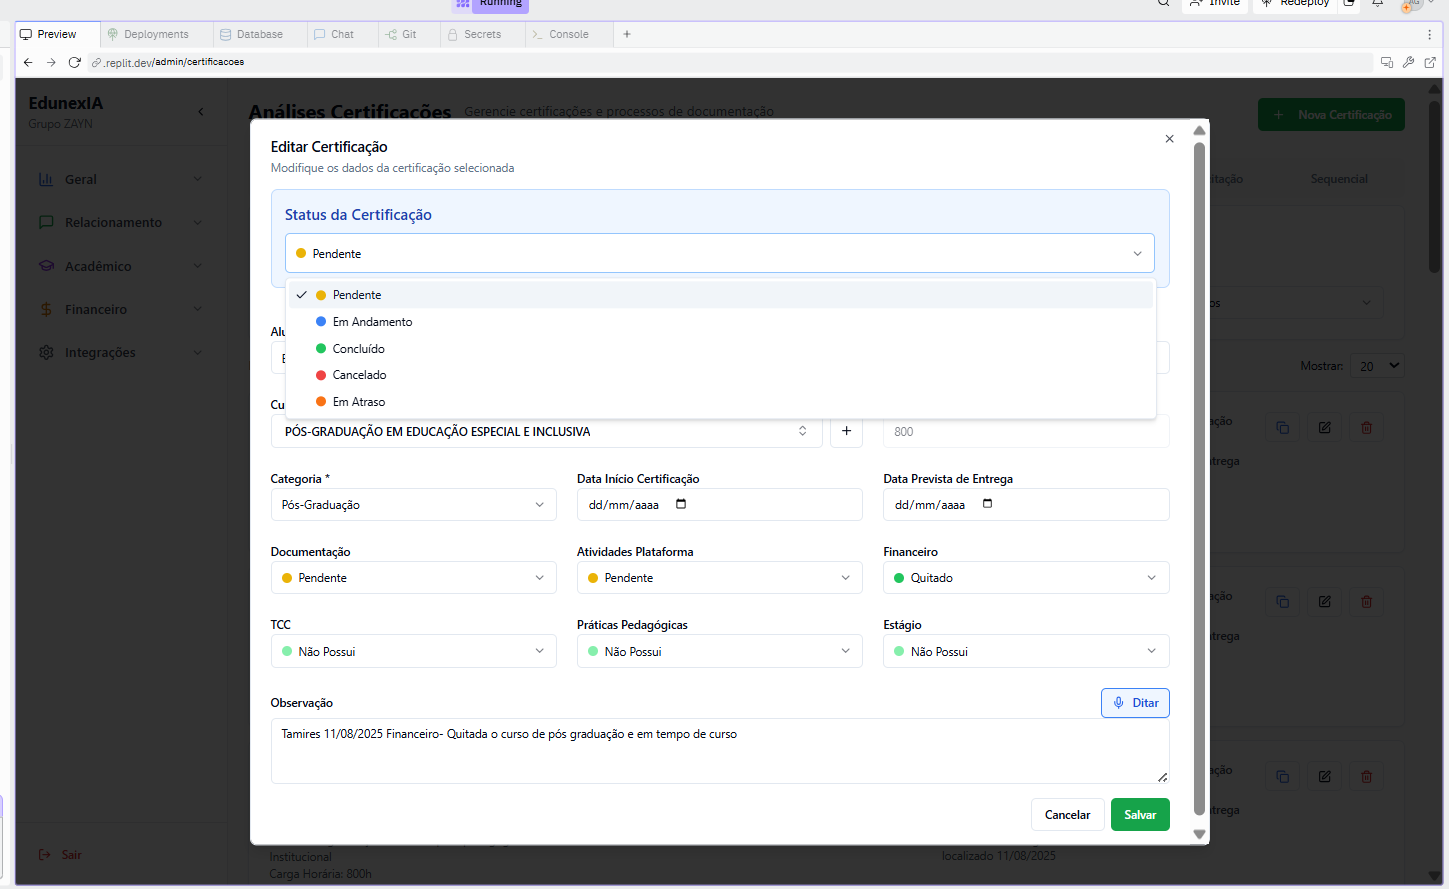 Running
Invite
Redeploy
Preview
Deployments
Database
Chat
Git
Secrets
Console
.replit.dev/admin/certificacoes
EdunexIA
Grupo ZAYN
Análises Certificações
Gerencie certificações e processos de documentação
Nova Certificação
Geral
Relacionamento
Acadêmico
Financeiro
Integrações
Sair
Sequencial
Mostrar:
20
Editar Certificação
Modifique os dados da certificação selecionada
Status da Certificação
Pendente
Pendente
Em Andamento
Concluído
Cancelado
Em Atraso
PÓS-GRADUAÇÃO EM EDUCAÇÃO ESPECIAL E INCLUSIVA
800
Categoria *
Data Início Certificação
Data Prevista de Entrega
Pós-Graduação
dd/mm/aaaa
dd/mm/aaaa
Documentação
Atividades Plataforma
Financeiro
Pendente
Pendente
Quitado
TCC
Práticas Pedagógicas
Estágio
Não Possui
Não Possui
Não Possui
Observação
Ditar
Tamires 11/08/2025 Financeiro- Quitada o curso de pós graduação e em tempo de curso
Cancelar
Salvar
Institucional
localizado 11/08/2025
Carga Horária: 800h